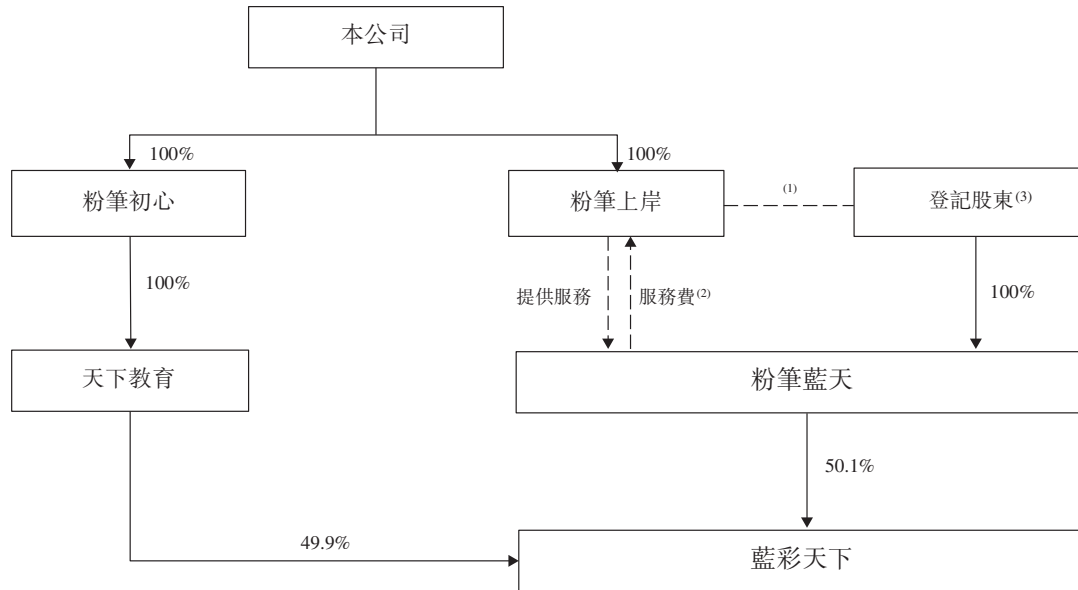 本公司
100%
100%
粉筆初心
粉筆上岸
(1)
登記股東(3)
100%
提供服務
服務費(2)
100%
天下教育
粉筆藍天
50.1%
49.9%
藍彩天下